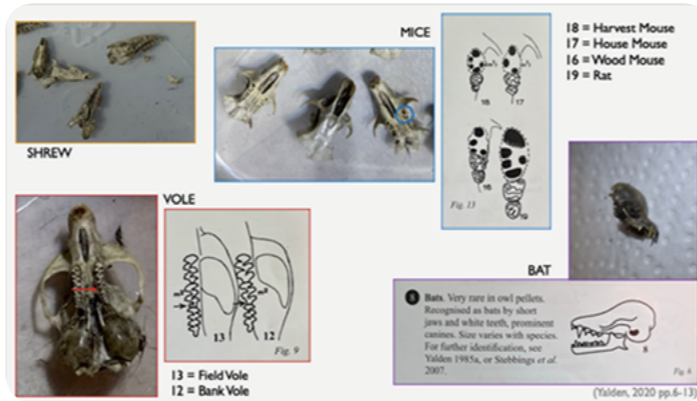 MICE
18 = Harvest Mouse
17 = House Mouse
16 = Wood Mouse
19 = Rat
18
17
16
19
Fig. 13
SHREW
VOLE
13
12
Fig. 9
13 = Field Vole
12 = Bank Vole
BAT
8 Bats. Very rare in owl pellets.
Recognised as bats by short
jaws and white teeth, prominent
canines. Size varies with species.
For further identification, see
Yalden 1985a, or Stebbings et al.
2007.
8
Fig. 6
(Yalden, 2020 pp.6-13)